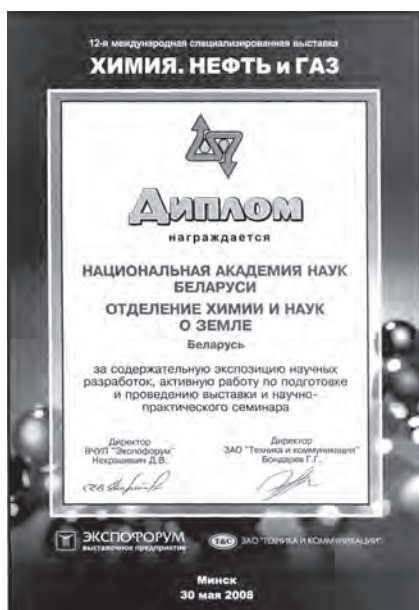 12-я международная специализированная выставка
ХИМИЯ. НЕФТЬ и ГАЗ
Диплом
награждается
НАЦИОНАЛЬНАЯ АКАДЕМИЯ НАУК
БЕЛАРУСИ
ОТДЕЛЕНИЕ ХИМИИ И НАУК
О ЗЕМЛЕ
Беларусь
за содержательную экспозицию научных
разработок, активную работу по подготовке
и проведению выставки и научно-
практического семинара
Директор
ВЧУП "Экспофорум"
Некрашевич Д.В.
Директор
ЗАО "Техника и коммуникации"
Бондарев Г.Г.
ЭКСПОФОРУМ
выставочное предприятие
T&C ЗАО "ТЕХНИКА И КОММУНИКАЦИИ"
Минск
30 мая 2008